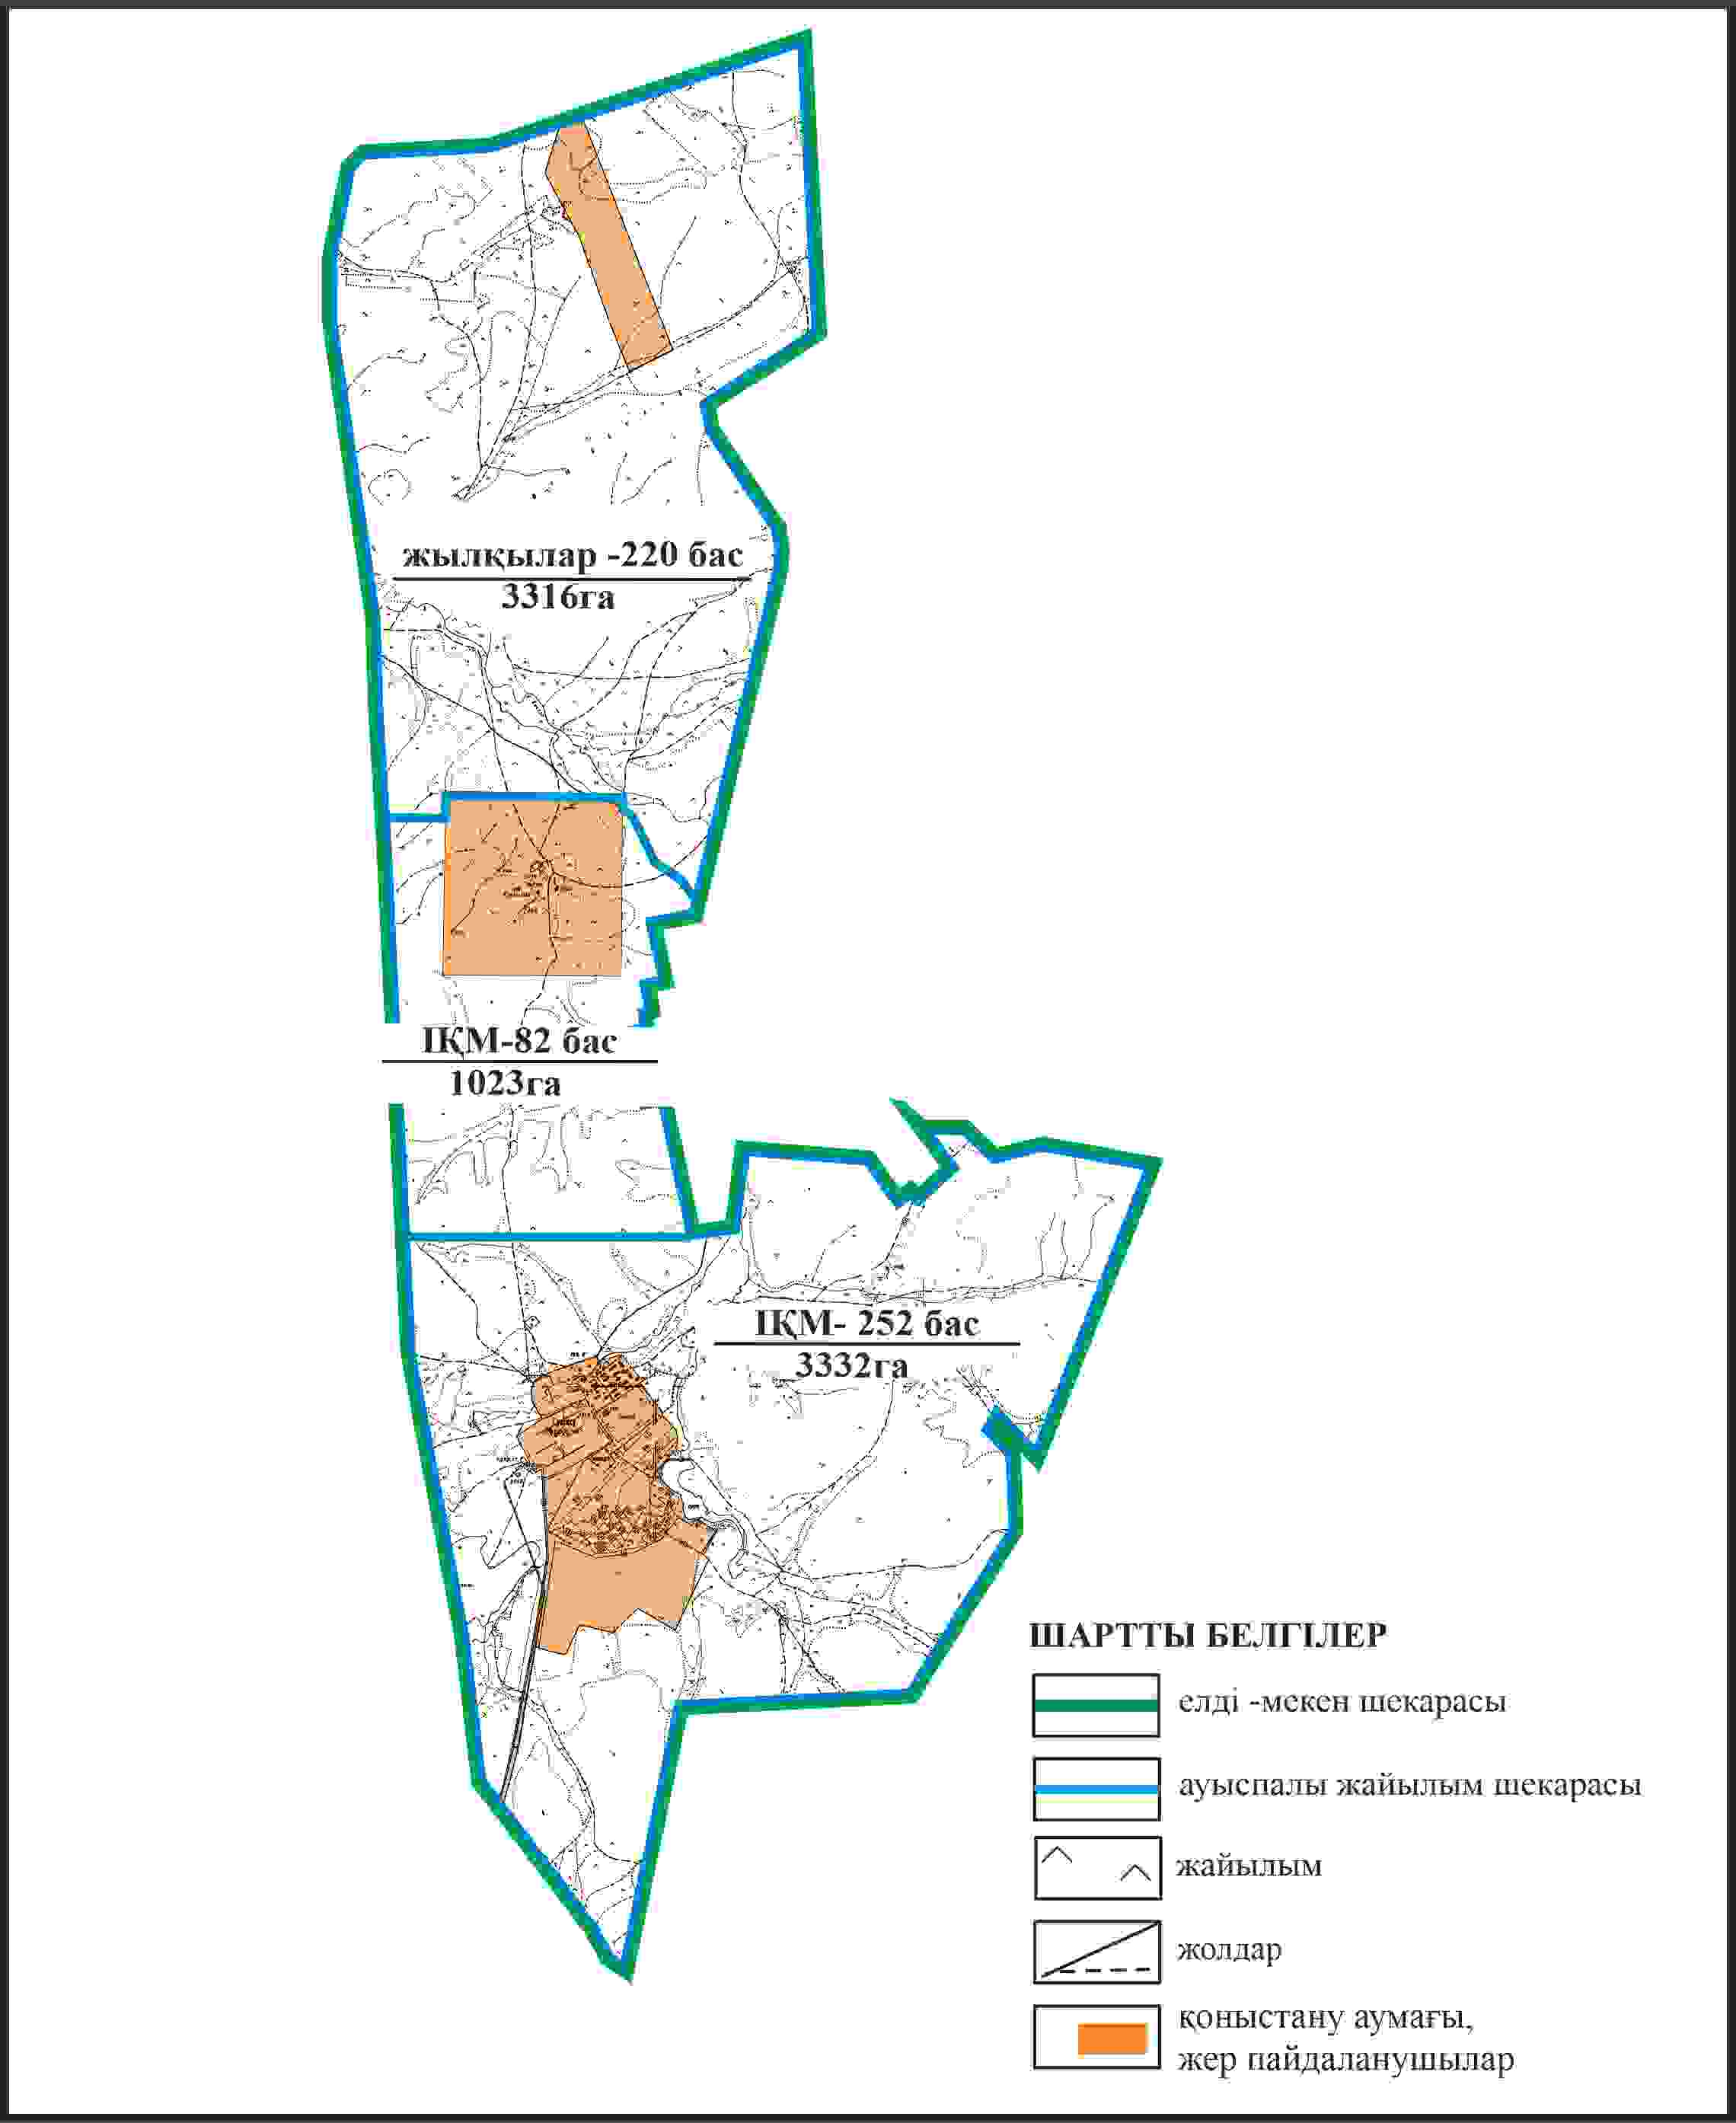 жылқылар -220 бас
3316га
ІҚМ-82 бас
1023га
ІҚМ- 252 бас
3332га
ШАРТТЫ БЕЛГІЛЕР
елді -мекен шекарасы
ауыспалы жайылым шекарасы
жайылым
жолдар
қоныстану аумағы,
жер пайдаланушылар